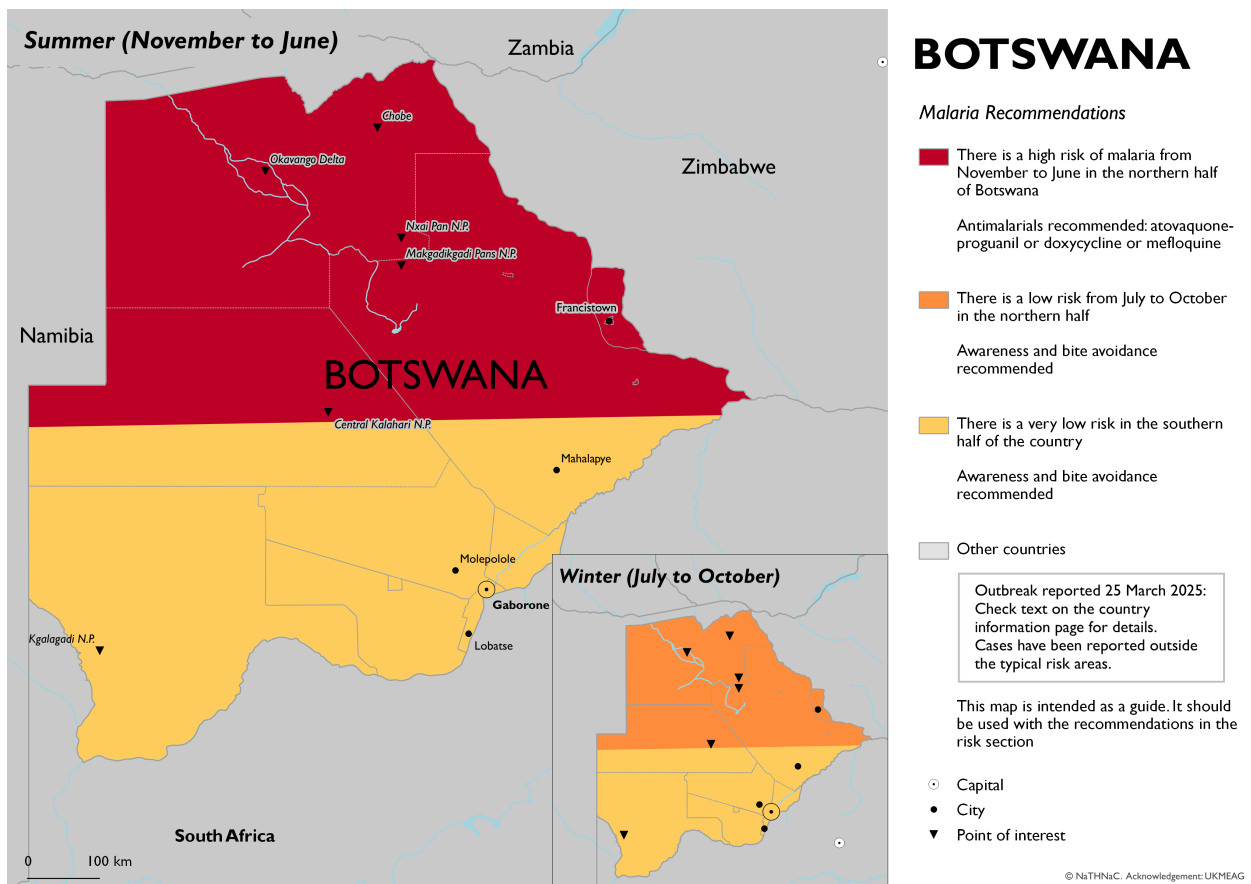 Summer (November to June)
Zambia
Chobe
Okavango Delta
Zimbabwe
Nxai Pan N.P.
Makgadikgadi Pans N.P.
Francistown
Namibia
BOTSWANA
Central Kalahari N.P.
Mahalapye
Molepolole
Gaborone
Kgalagadi N.P.
Lobatse
South Africa
0 100 km
Winter (July to October)
BOTSWANA
Malaria Recommendations
There is a high risk of malaria from
November to June in the northern half
of Botswana
Antimalarials recommended: atovaquone-
proguanil or doxycycline or mefloquine
There is a low risk from July to October
in the northern half
Awareness and bite avoidance
recommended
There is a very low risk in the southern
half of the country
Awareness and bite avoidance
recommended
Other countries
Outbreak reported 25 March 2025:
Check text on the country
information page for details.
Cases have been reported outside
the typical risk areas.
This map is intended as a guide. It should
be used with the recommendations in the
risk section
Capital
City
Point of interest
© NaTHNaC. Acknowledgement: UKMEAG